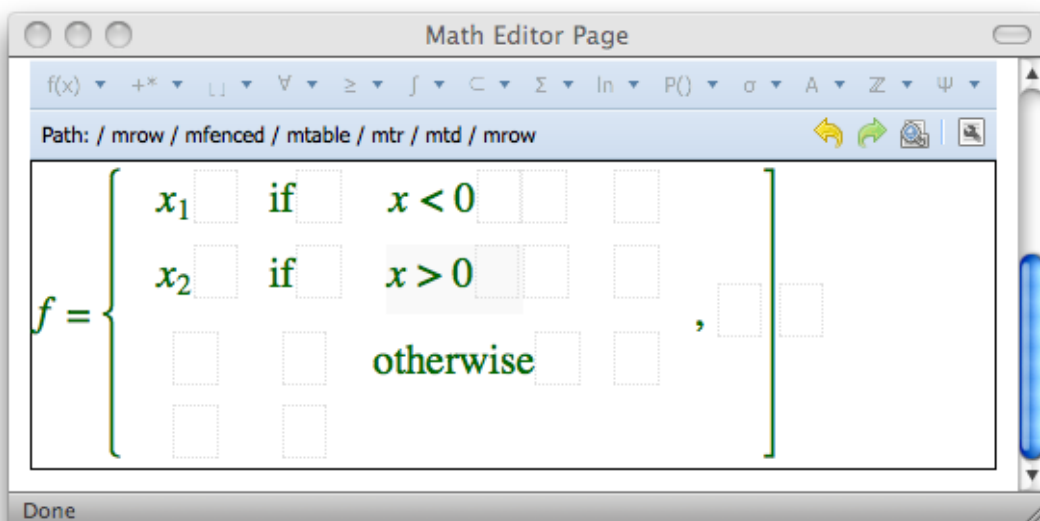 Math Editor Page
f(x) +* [ ] ∀ ≥ ∫ ⊂ Σ ln P() σ A ℤ Ψ
Path: / mrow / mfenced / mtable / mtr / mtd / mrow
x₁ if x < 0
x₂ if x > 0
f = { , ]
otherwise
Done